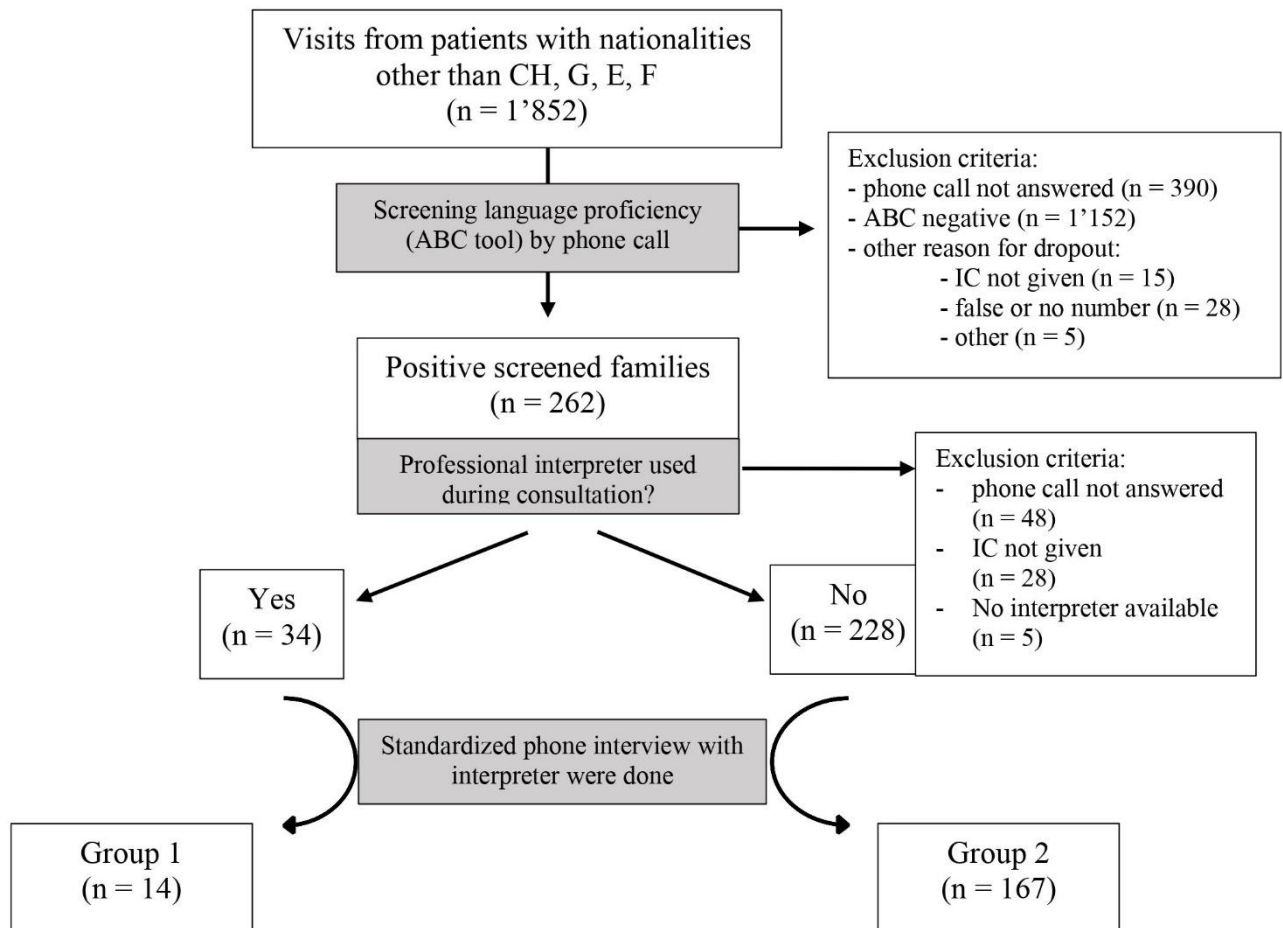 Visits from patients with nationalities
other than CH, G, E, F
(n = 1’852)
Screening language proficiency
(ABC tool) by phone call
Exclusion criteria:
- phone call not answered (n = 390)
- ABC negative (n = 1’152)
- other reason for dropout:
- IC not given (n = 15)
- false or no number (n = 28)
- other (n = 5)
Positive screened families
(n = 262)
Professional interpreter used
during consultation?
Exclusion criteria:
- phone call not answered
(n = 48)
- IC not given
(n = 28)
- No interpreter available
(n = 5)
Yes
(n = 34)
No
(n = 228)
Standardized phone interview with
interpreter were done
Group 1
(n = 14)
Group 2
(n = 167)